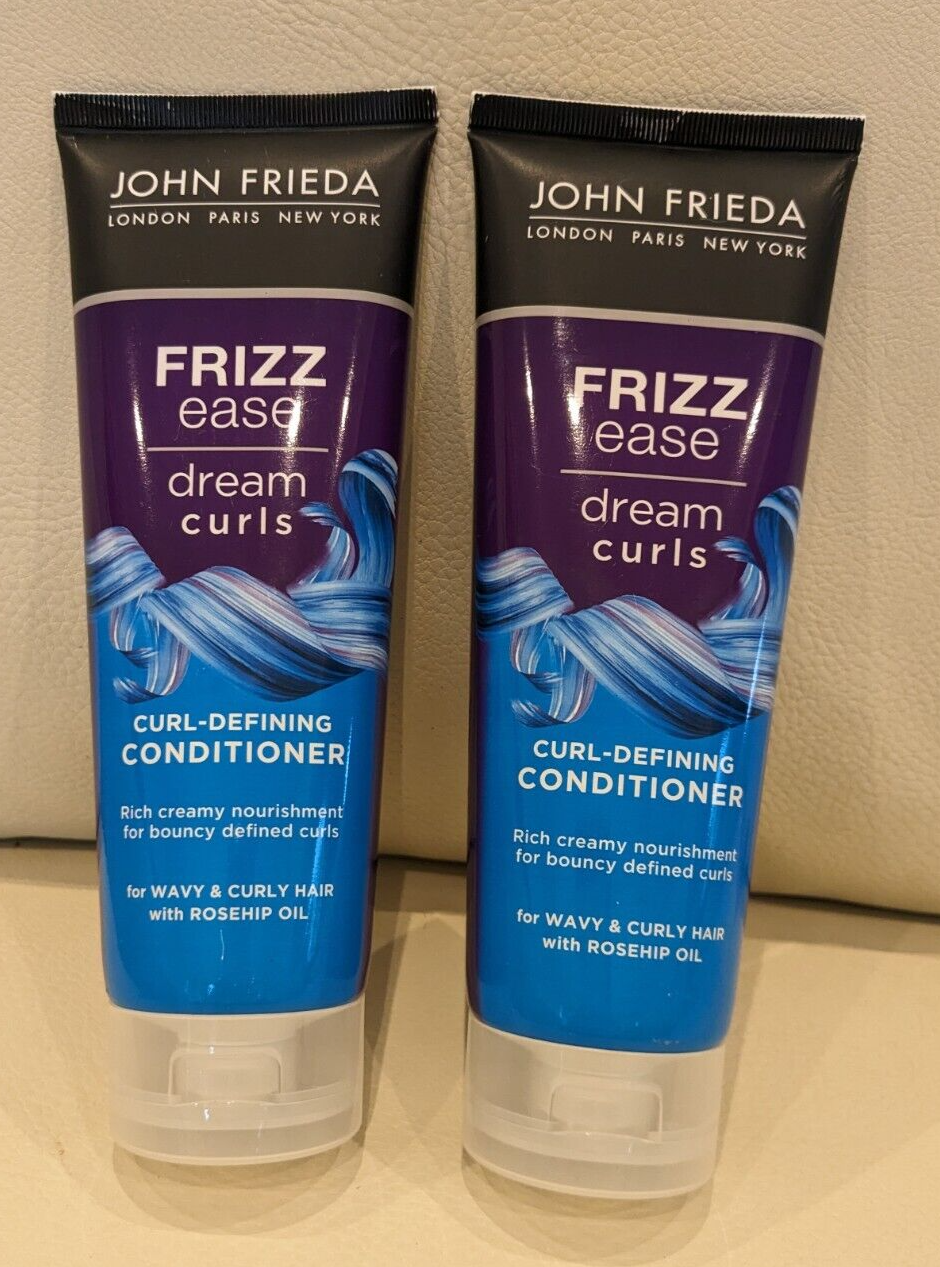 JOHN FRIEDA
LONDON PARIS NEW YORK
FRIZZ
ease
dream
curls
CURL-DEFINING
CONDITIONER
Rich creamy nourishment
for bouncy defined curls
for WAVY & CURLY HAIR
with ROSEHIP OIL
JOHN FRIEDA
LONDON PARIS NEW YORK
FRIZZ
ease
dream
curls
CURL-DEFINING
CONDITIONER
Rich creamy nourishment
for bouncy defined curls
for WAVY & CURLY HAIR
with ROSEHIP OIL